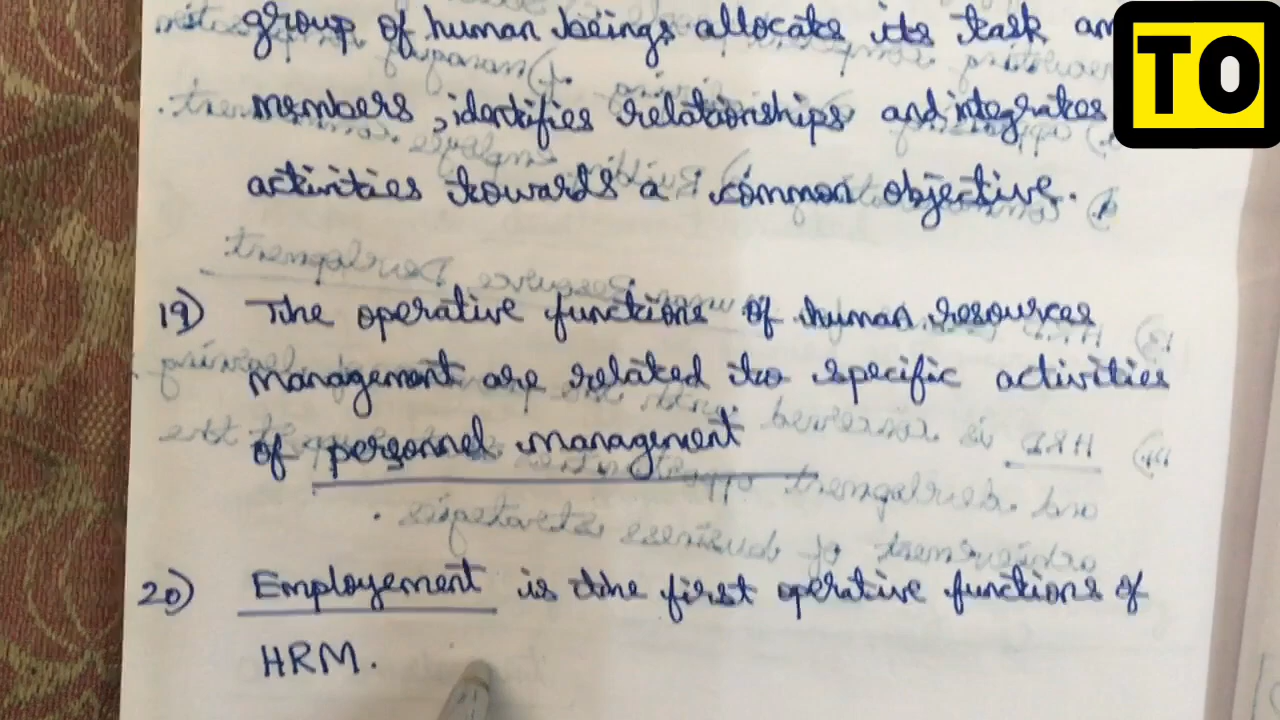 group of human beings allocates its task am
members, identifies relationships and integrates
activities towards a common objective.
19) The operative functions of human resources
management are related to specific activities
of personnel management
20) Employement is the first operative functions of
HRM.
TO